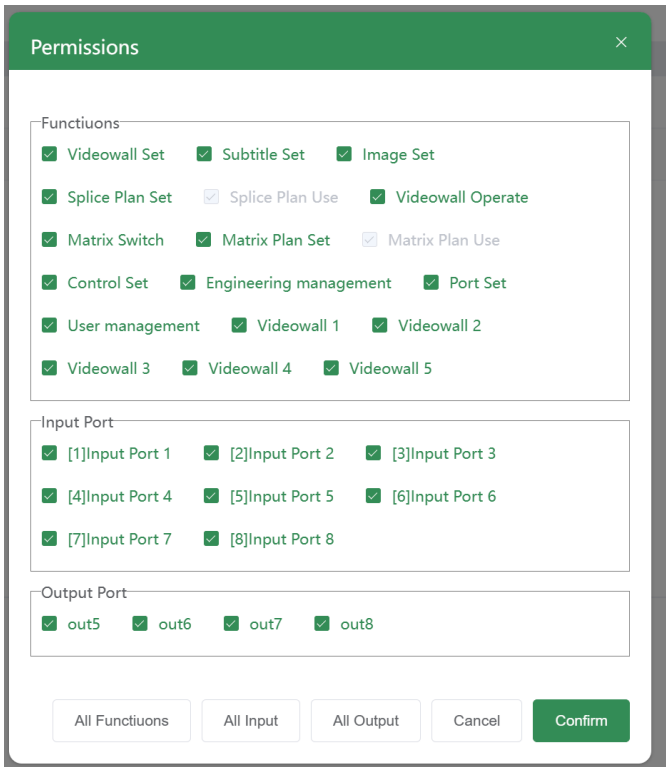 Permissions
Functiuons
Videowall Set Subtitle Set Image Set
Splice Plan Set Splice Plan Use Videowall Operate
Matrix Switch Matrix Plan Set Matrix Plan Use
Control Set Engineering management Port Set
User management Videowall 1 Videowall 2
Videowall 3 Videowall 4 Videowall 5
Input Port
[1]Input Port 1 [2]Input Port 2 [3]Input Port 3
[4]Input Port 4 [5]Input Port 5 [6]Input Port 6
[7]Input Port 7 [8]Input Port 8
Output Port
out5 out6 out7 out8
All Functiuons All Input All Output Cancel Confirm